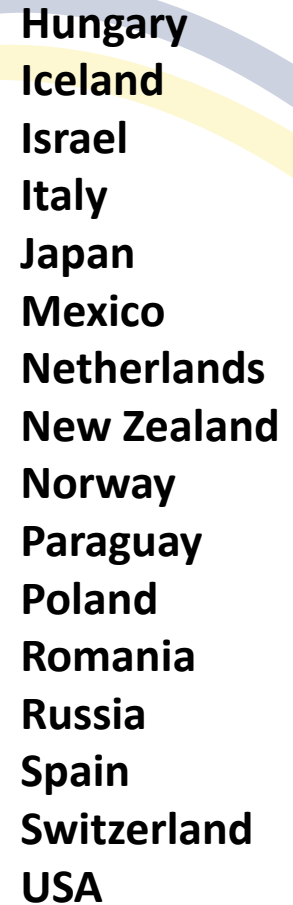 Hungary
Iceland
Israel
Italy
Japan
Mexico
Netherlands
New Zealand
Norway
Paraguay
Poland
Romania
Russia
Spain
Switzerland
USA